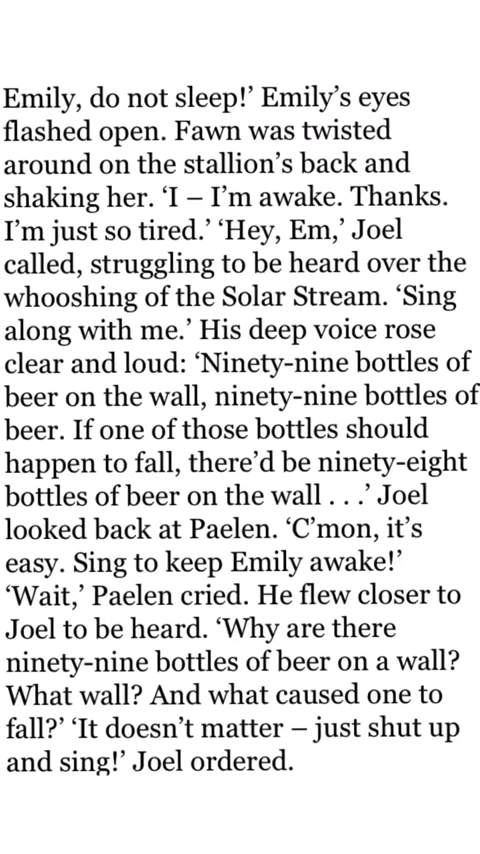 Emily, do not sleep!’ Emily’s eyes
flashed open. Fawn was twisted
around on the stallion’s back and
shaking her. ‘I – I’m awake. Thanks.
I’m just so tired.’ ‘Hey, Em,’ Joel
called, struggling to be heard over the
whooshing of the Solar Stream. ‘Sing
along with me.’ His deep voice rose
clear and loud: ‘Ninety-nine bottles of
beer on the wall, ninety-nine bottles of
beer. If one of those bottles should
happen to fall, there’d be ninety-eight
bottles of beer on the wall . . .’ Joel
looked back at Paelen. ‘C’mon, it’s
easy. Sing to keep Emily awake!’
‘Wait,’ Paelen cried. He flew closer to
Joel to be heard. ‘Why are there
ninety-nine bottles of beer on a wall?
What wall? And what caused one to
fall?’ ‘It doesn’t matter – just shut up
and sing!’ Joel ordered.